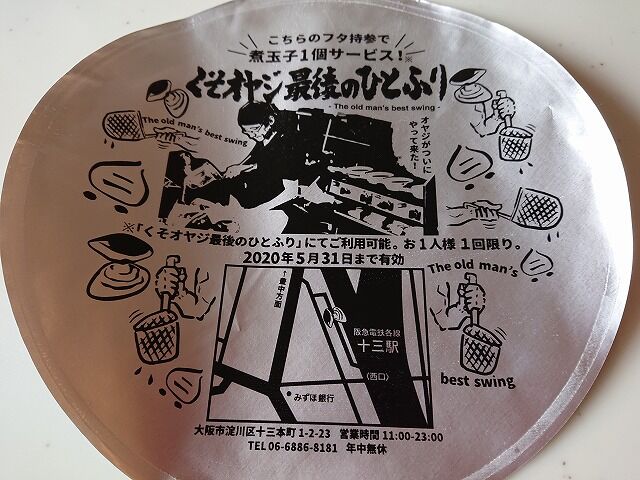 こちらのフタ持参で
煮玉子1個サービス!※
くそオヤジ最後のひとふり
- The old man's best swing -
The old man's best swing
オヤジがついに
やって来た!
※「くそオヤジ最後のひとふり」にてご利用可能。お1人様1回限り。
2020年5月31日まで有効
The old man's
↑豊中方面
阪急電鉄各線
十三駅
〈西口〉
みずほ銀行
best swing
大阪市淀川区十三本町1-2-23 営業時間11:00-23:00
TEL 06-6886-8181 年中無休